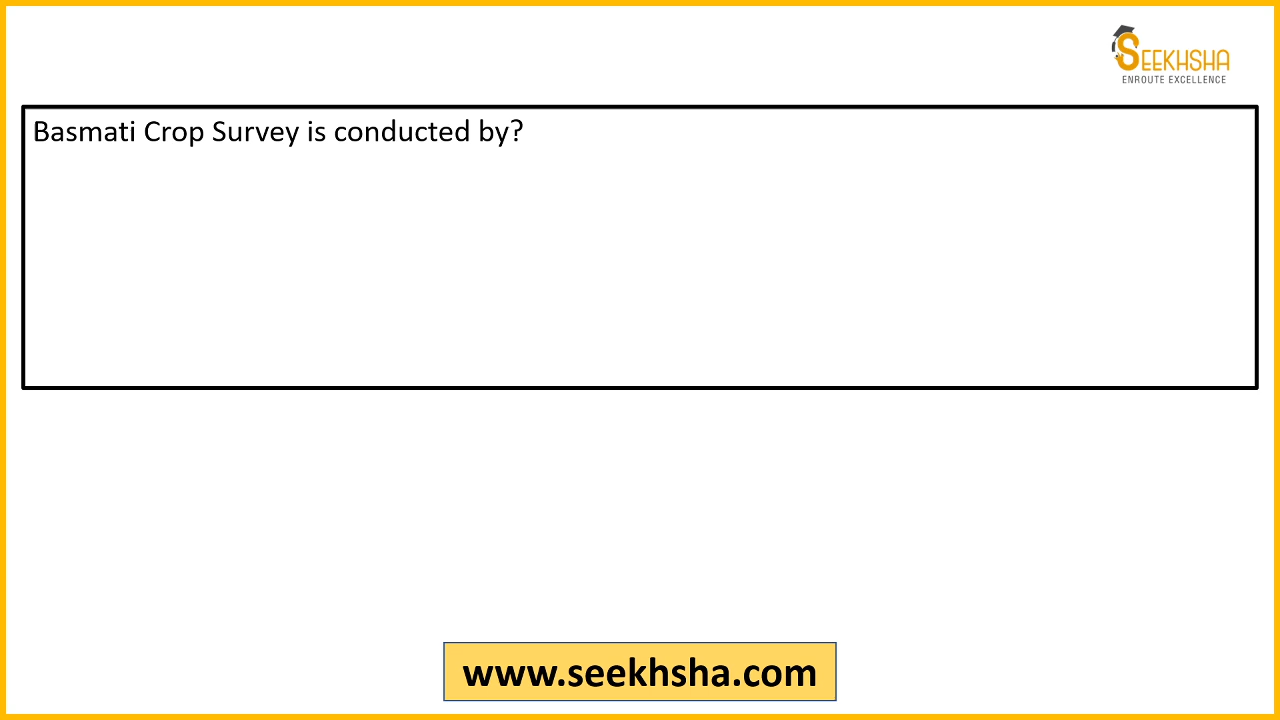 SEEKHSHA
ENROUTE EXCELLENCE
Basmati Crop Survey is conducted by?
www.seekhsha.com